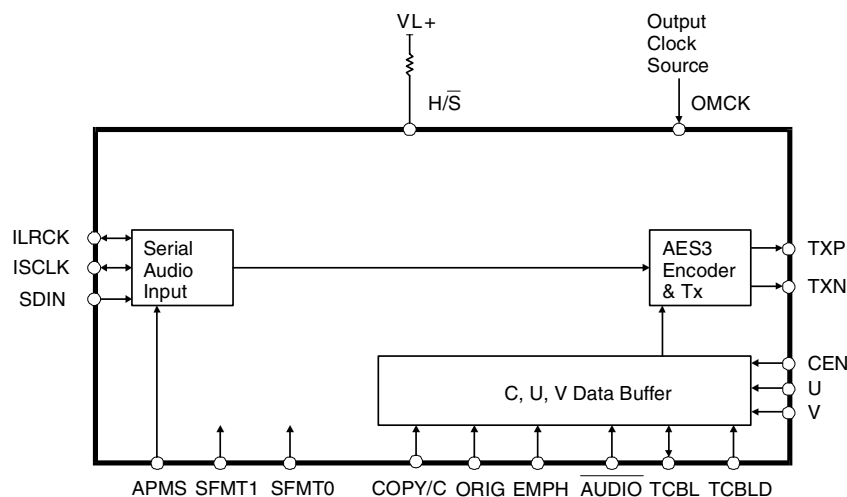 VL+
Output
Clock
Source
H/S̅
OMCK
ILRCK
ISCLK
SDIN
Serial
Audio
Input
AES3
Encoder
& Tx
TXP
TXN
CEN
U
V
C, U, V Data Buffer
APMS SFMT1 SFMT0 COPY/C ORIG EMPH A̅U̅D̅I̅O̅ TCBL TCBLD